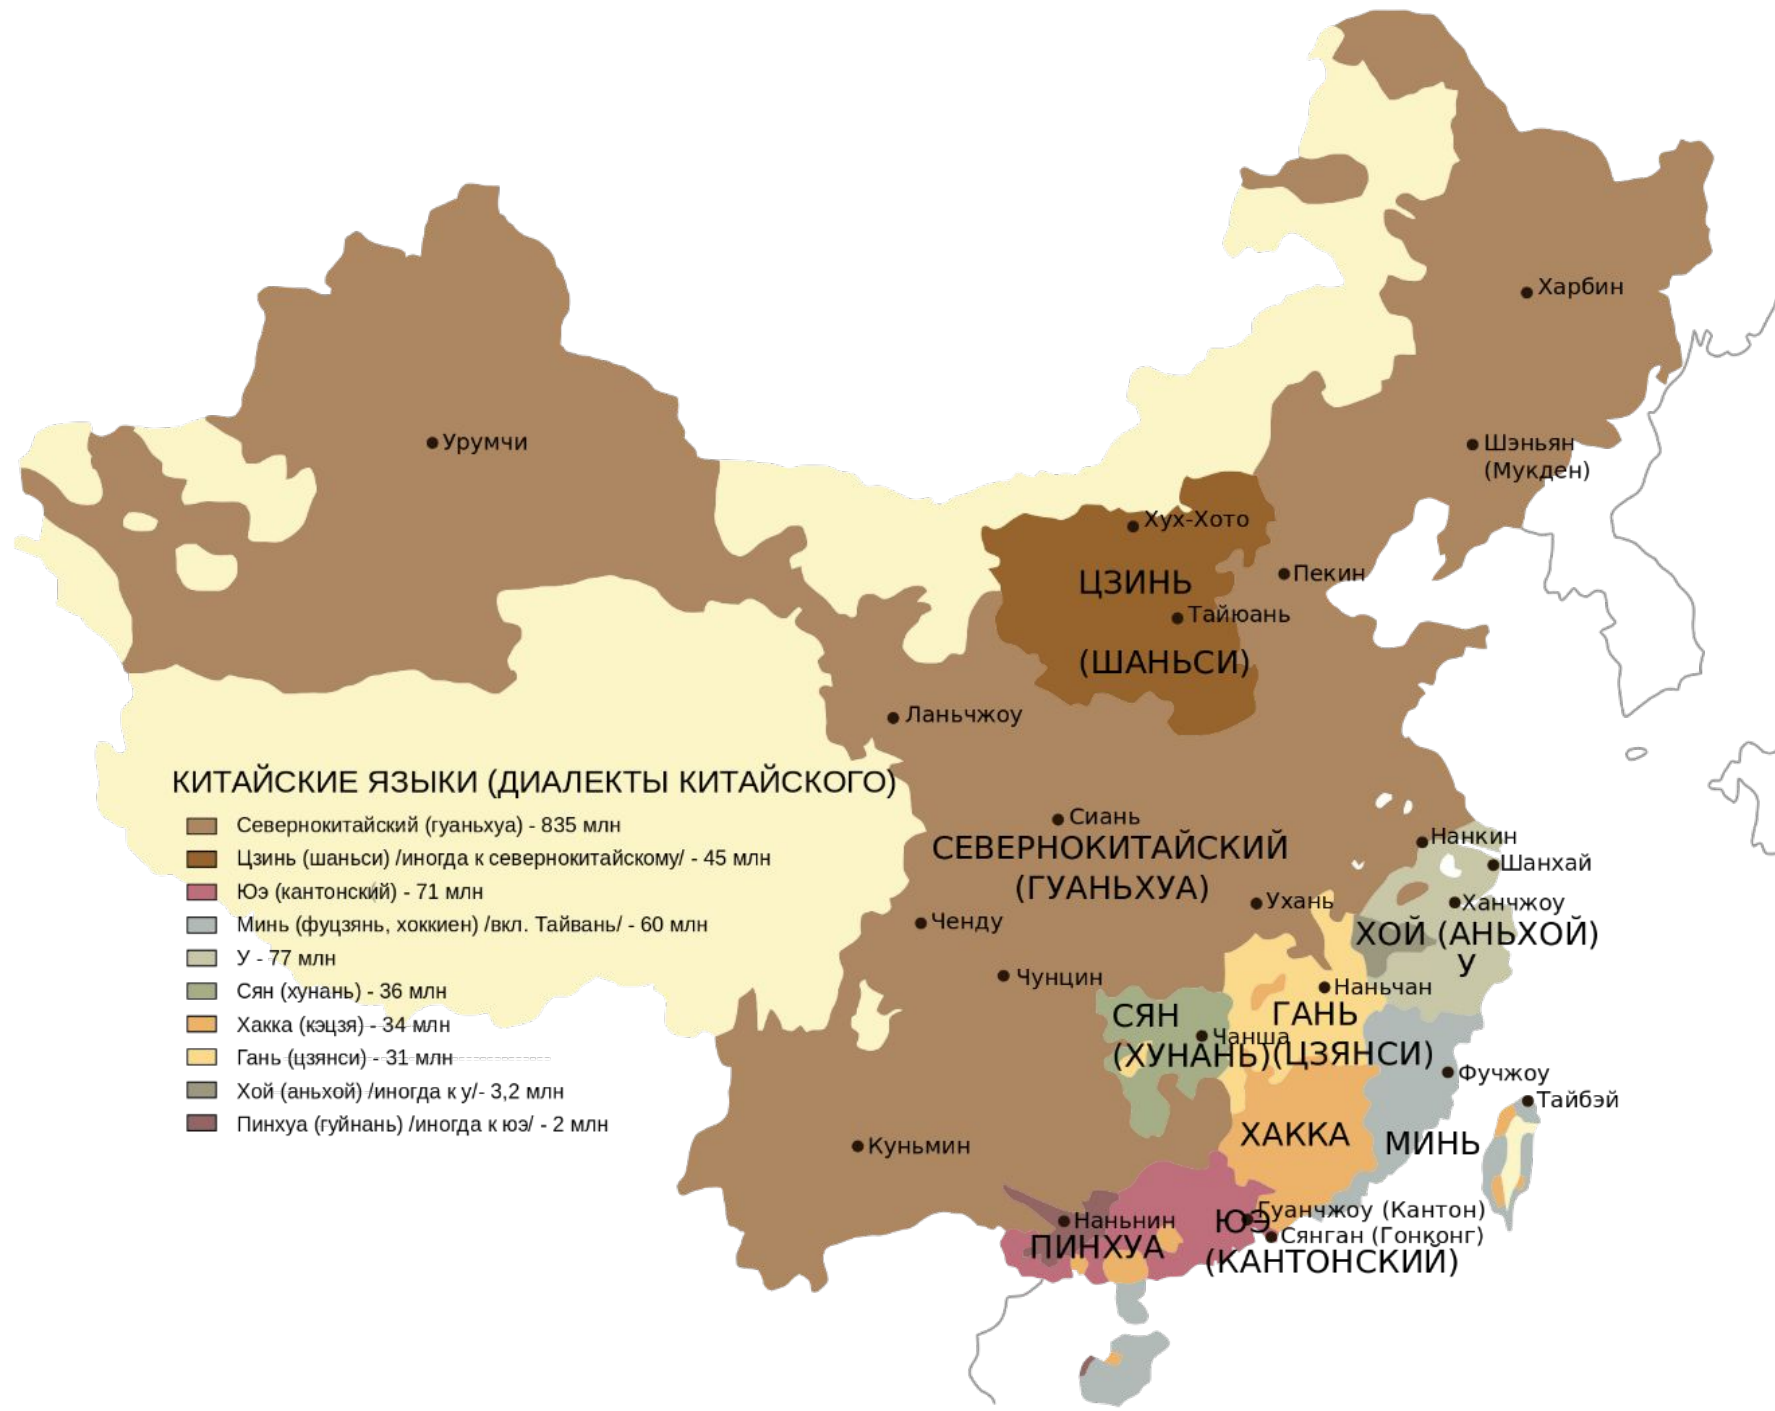 Харбин
Урумчи
Шэньян
(Мукден)
Хух-Хото
Пекин
ЦЗИНЬ
Тайюань
(ШАНЬСИ)
Ланьчжоу
КИТАЙСКИЕ ЯЗЫКИ (ДИАЛЕКТЫ КИТАЙСКОГО)
Севернокитайский (гуаньхуа) - 835 млн
Цзинь (шаньси) /иногда к севернокитайскому/ - 45 млн
Юэ (кантонский) - 71 млн
Минь (фуцзянь, хоккиен) /вкл. Тайвань/ - 60 млн
У - 77 млн
Сян (хунань) - 36 млн
Хакка (кэцзя) - 34 млн
Гань (цзянси) - 31 млн
Хой (аньхой) /иногда к у/- 3,2 млн
Пинхуа (гуйнань) /иногда к юэ/ - 2 млн
Сиань
СЕВЕРНОКИТАЙСКИЙ
(ГУАНЬХУА)
Нанкин
Шанхай
Ухань
Ханчжоу
Ченду
ХОЙ (АНЬХОЙ)
У
Чунцин
Наньчан
СЯН
ГАНЬ
Чанша
(ХУНАНЬ)
(ЦЗЯНСИ)
Фучжоу
Тайбэй
ХАККА
МИНЬ
Куньмин
Гуанчжоу (Кантон)
Наньнин
ЮЭ
Сянган (Гонконг)
ПИНХУА
(КАНТОНСКИЙ)